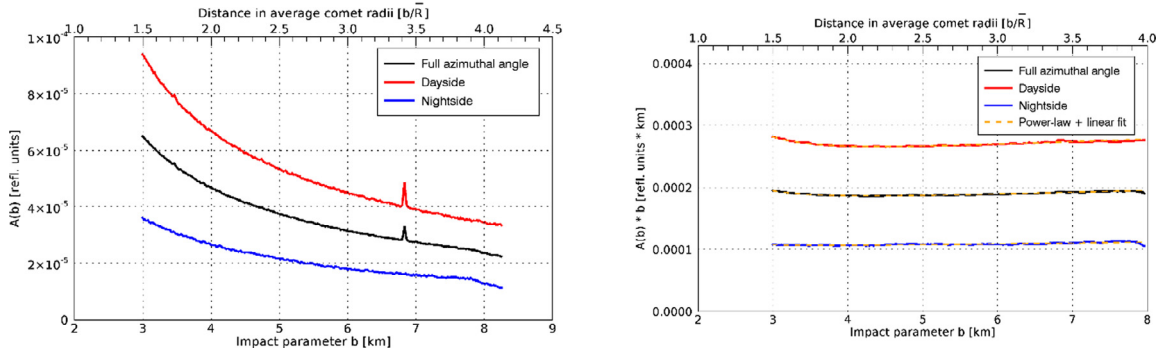 Distance in average comet radii [b/R̅]
1.0 1.5 2.0 2.5 3.0 3.5 4.0 4.5
1×10⁻⁴
8×10⁻⁵
6×10⁻⁵
4×10⁻⁵
2×10⁻⁵
0
A(b) [refl. units]
Full azimuthal angle
Dayside
Nightside
2 3 4 5 6 7 8 9
Impact parameter b [km]
Distance in average comet radii [b/R̅]
1.0 1.5 2.0 2.5 3.0 3.5 4.0
0.0004
0.0003
0.0002
0.0001
0.0000
A(b) * b [refl. units * km]
Full azimuthal angle
Dayside
Nightside
Power-law + linear fit
2 3 4 5 6 7 8
Impact parameter b [km]